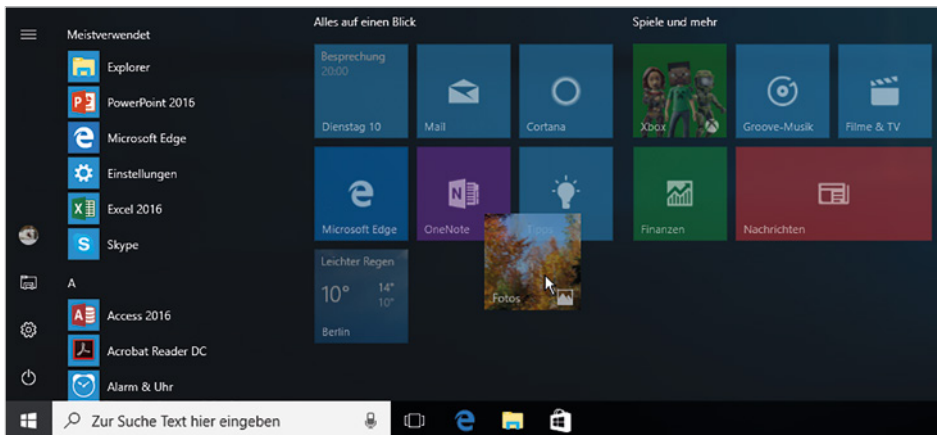 Meistverwendet
Explorer
PowerPoint 2016
Microsoft Edge
Einstellungen
Excel 2016
Skype
A
Access 2016
Acrobat Reader DC
Alarm & Uhr
Alles auf einen Blick
Besprechung
20:00
Dienstag 10
Mail
Cortana
Microsoft Edge
OneNote
Tipps
Fotos
Leichter Regen
10° 14°
10°
Berlin
Spiele und mehr
Xbox
Groove-Musik
Filme & TV
Finanzen
Nachrichten
Zur Suche Text hier eingeben